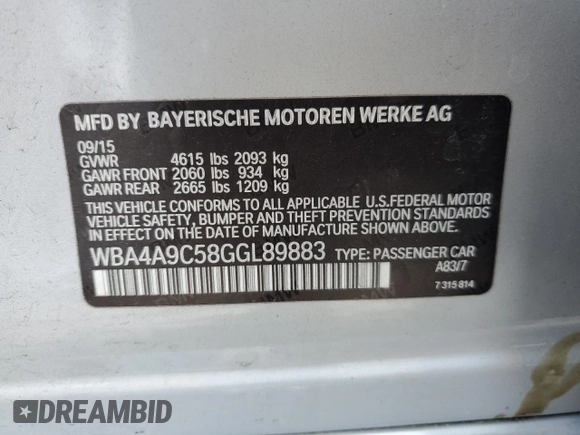 MFD BY BAYERISCHE MOTOREN WERKE AG
09/15
GVWR 4615 lbs 2093 kg
GAWR FRONT 2060 lbs 934 kg
GAWR REAR 2665 lbs 1209 kg
THIS VEHICLE CONFORMS TO ALL APPLICABLE U.S.FEDERAL MOTOR
VEHICLE SAFETY, BUMPER AND THEFT PREVENTION STANDARDS
IN EFFECT ON THE DATE OF MANUFACTURE SHOWN ABOVE.
WBA4A9C58GGL89883 TYPE: PASSENGER CAR
A83/7
7 315 814
DREAMBID